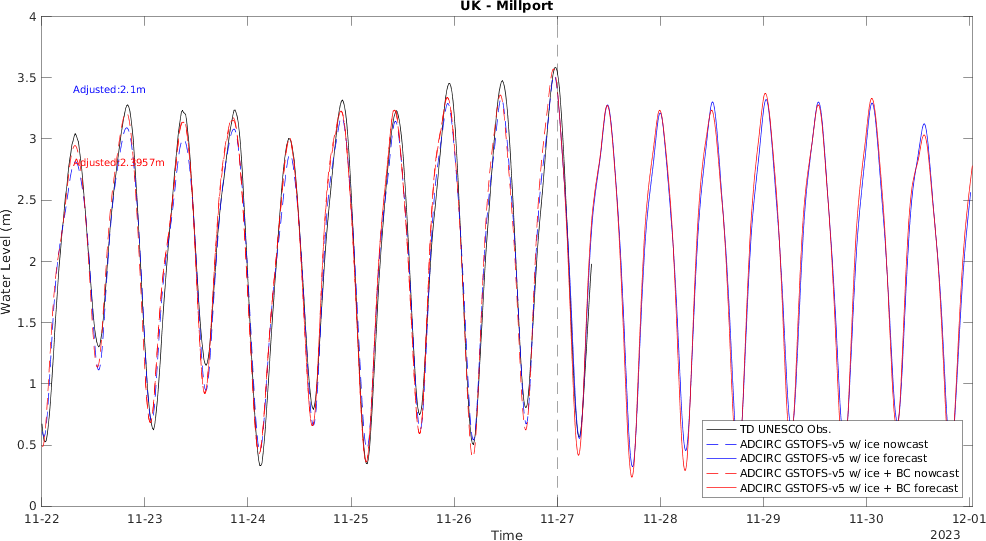 UK - Millport
4
3.5
3
2.5
2
1.5
1
0.5
0
Water Level (m)
Adjusted:2.1m
Adjusted:2.3957m
TD UNESCO Obs.
ADCIRC GSTOFS-v5 w/ ice nowcast
ADCIRC GSTOFS-v5 w/ ice forecast
ADCIRC GSTOFS-v5 w/ ice + BC nowcast
ADCIRC GSTOFS-v5 w/ ice + BC forecast
11-22 11-23 11-24 11-25 11-26 11-27 11-28 11-29 11-30 12-01
Time
2023